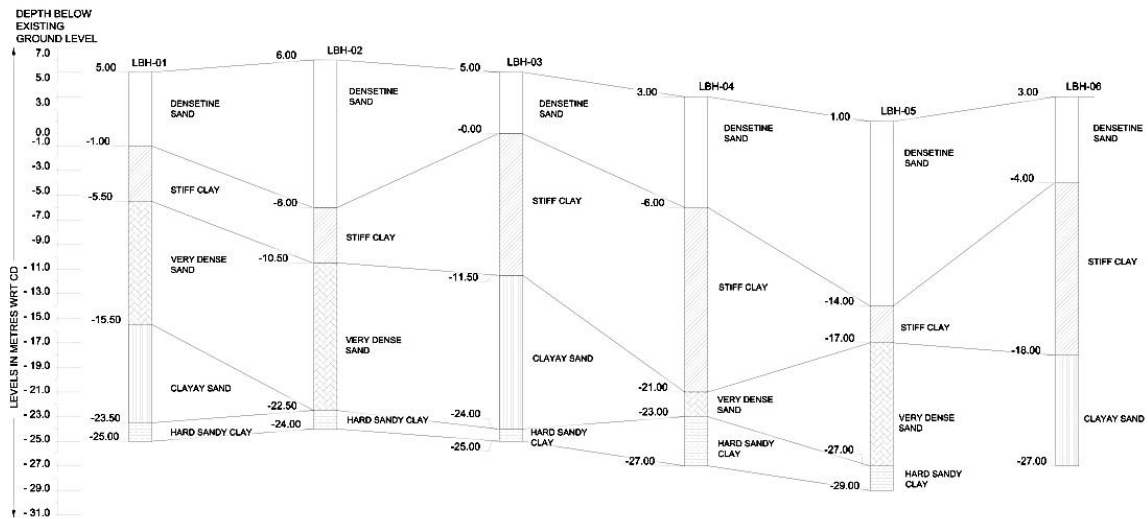 DEPTH BELOW
EXISTING
GROUND LEVEL
LEVELS IN METRES WRT CD
7.0
5.0
3.0
0.0
-1.0
-3.0
-5.0
-7.0
-9.0
- 11.0
- 13.0
- 15.0
-17.0
- 19.0
- 21.0
- 23.0
- 25.0
-27.0
-29.0
-31.0
LBH-01
5.00
DENSETINE
SAND
-1.00
STIFF CLAY
-5.50
VERY DENSE
SAND
-15.50
CLAYAY SAND
-23.50
HARD SANDY CLAY
-25.00
LBH-02
6.00
DENSETINE
SAND
-6.00
STIFF CLAY
-10.50
VERY DENSE
SAND
-22.50
HARD SANDY CLAY
-24.00
LBH-03
5.00
DENSETINE
SAND
-0.00
STIFF CLAY
-11.50
CLAYAY SAND
-24.00
HARD SANDY
CLAY
-25.00
LBH-04
3.00
DENSETINE
SAND
-6.00
STIFF CLAY
-21.00
VERY DENSE
SAND
-23.00
HARD SANDY
CLAY
-27.00
LBH-05
1.00
DENSETINE
SAND
-14.00
STIFF CLAY
-17.00
VERY DENSE
SAND
-27.00
HARD SANDY
CLAY
-29.00
LBH-06
3.00
DENSETINE
SAND
-4.00
STIFF CLAY
-18.00
CLAYAY SAND
-27.00